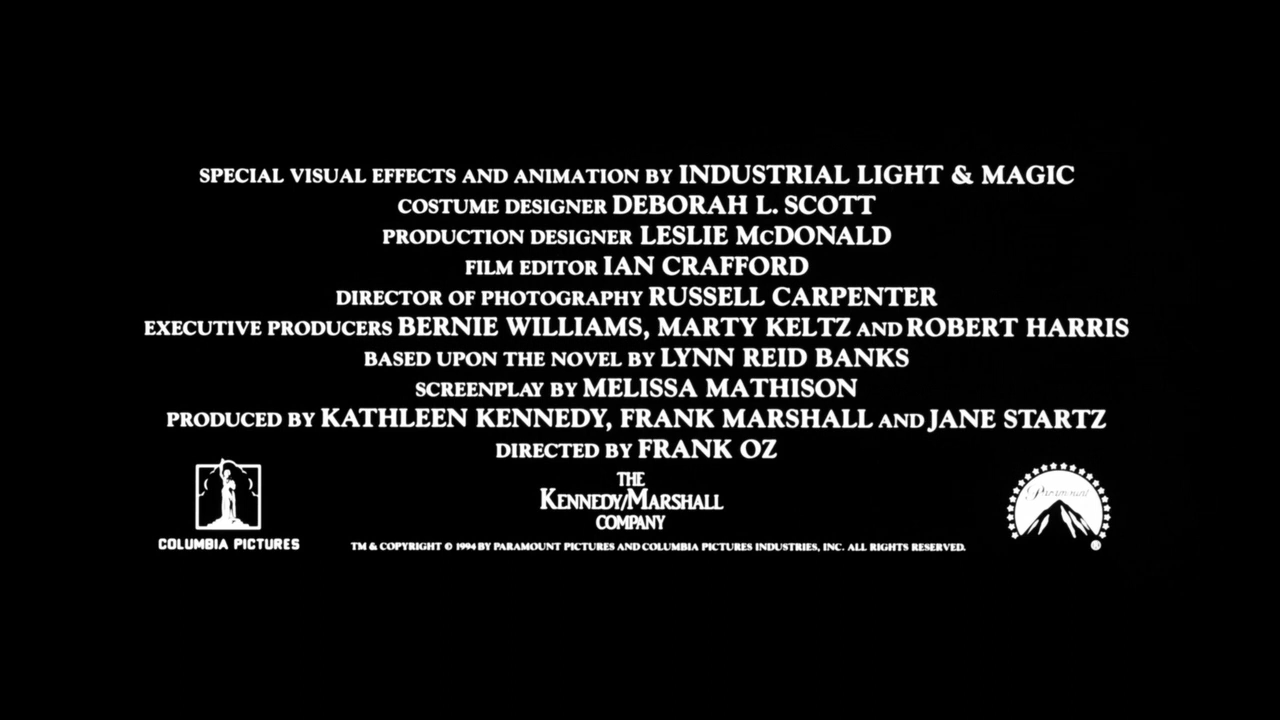 SPECIAL VISUAL EFFECTS AND ANIMATION BY INDUSTRIAL LIGHT & MAGIC
COSTUME DESIGNER DEBORAH L. SCOTT
PRODUCTION DESIGNER LESLIE McDONALD
FILM EDITOR IAN CRAFFORD
DIRECTOR OF PHOTOGRAPHY RUSSELL CARPENTER
EXECUTIVE PRODUCERS BERNIE WILLIAMS, MARTY KELTZ AND ROBERT HARRIS
BASED UPON THE NOVEL BY LYNN REID BANKS
SCREENPLAY BY MELISSA MATHISON
PRODUCED BY KATHLEEN KENNEDY, FRANK MARSHALL AND JANE STARTZ
DIRECTED BY FRANK OZ
THE
KENNEDY/MARSHALL
COMPANY
Paramount
®
COLUMBIA PICTURES
TM & COPYRIGHT © 1994 BY PARAMOUNT PICTURES AND COLUMBIA PICTURES INDUSTRIES, INC. ALL RIGHTS RESERVED.